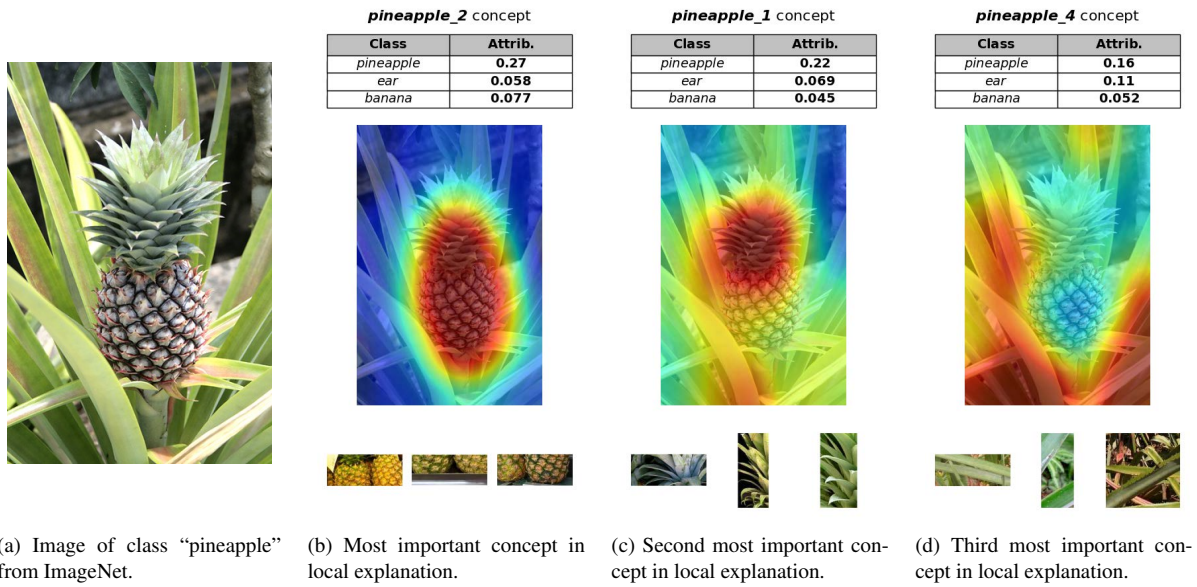 pineapple_2 concept
Class Attrib.
pineapple 0.27
ear 0.058
banana 0.077
pineapple_1 concept
Class Attrib.
pineapple 0.22
ear 0.069
banana 0.045
pineapple_4 concept
Class Attrib.
pineapple 0.16
ear 0.11
banana 0.052
(a) Image of class “pineapple”
from ImageNet.
(b) Most important concept in
local explanation.
(c) Second most important con-
cept in local explanation.
(d) Third most important con-
cept in local explanation.